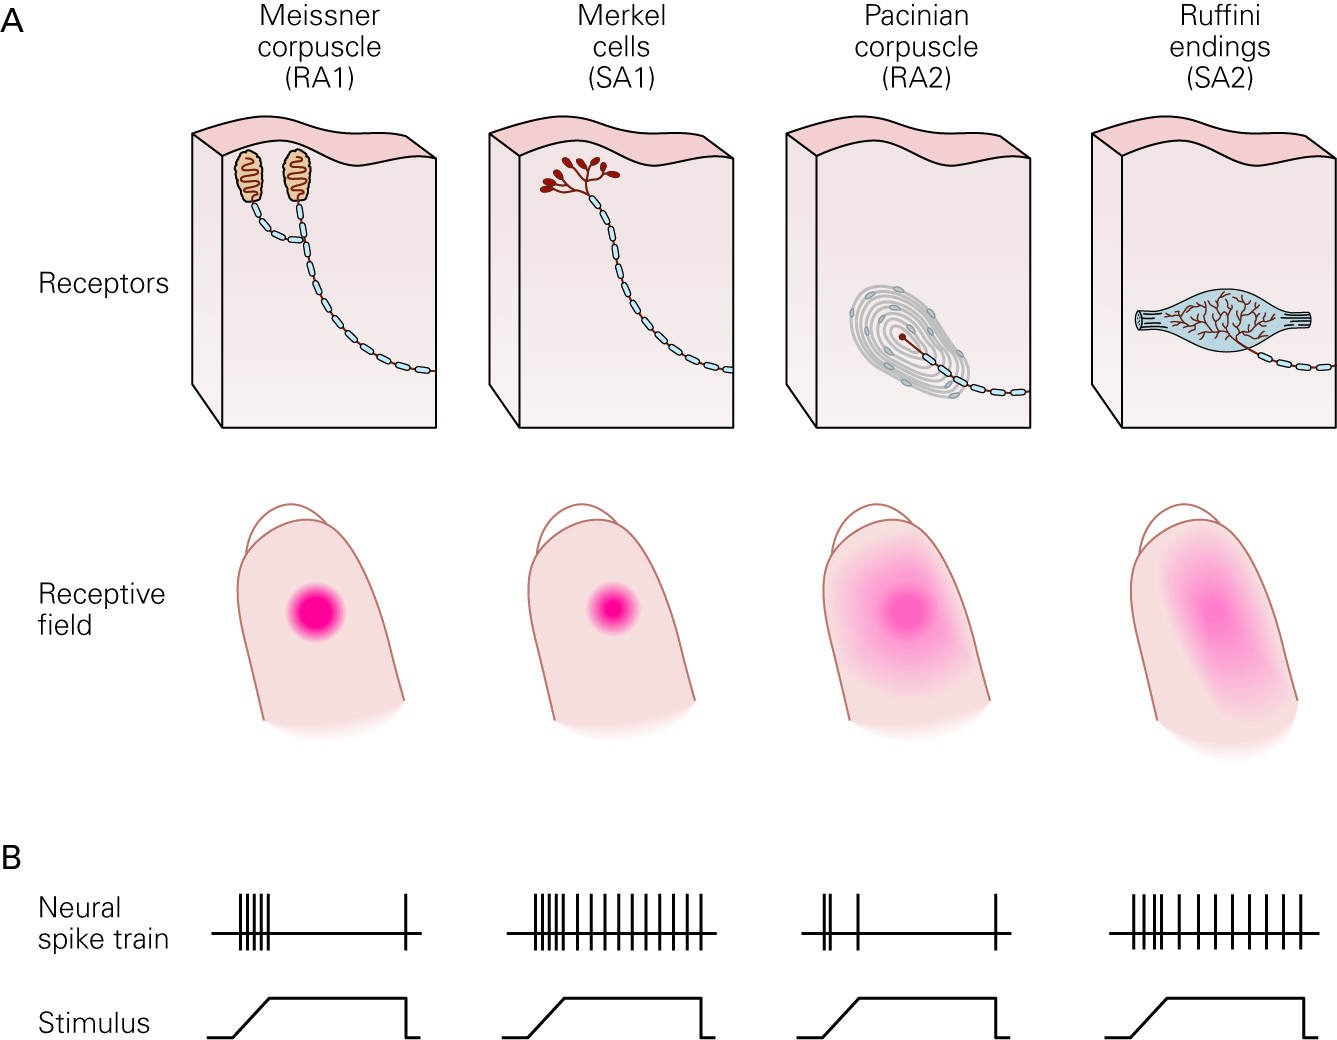 A
Meissner
corpuscle
(RA1)
Merkel
cells
(SA1)
Pacinian
corpuscle
(RA2)
Ruffini
endings
(SA2)
Receptors
Receptive
field
B
Neural
spike train
Stimulus